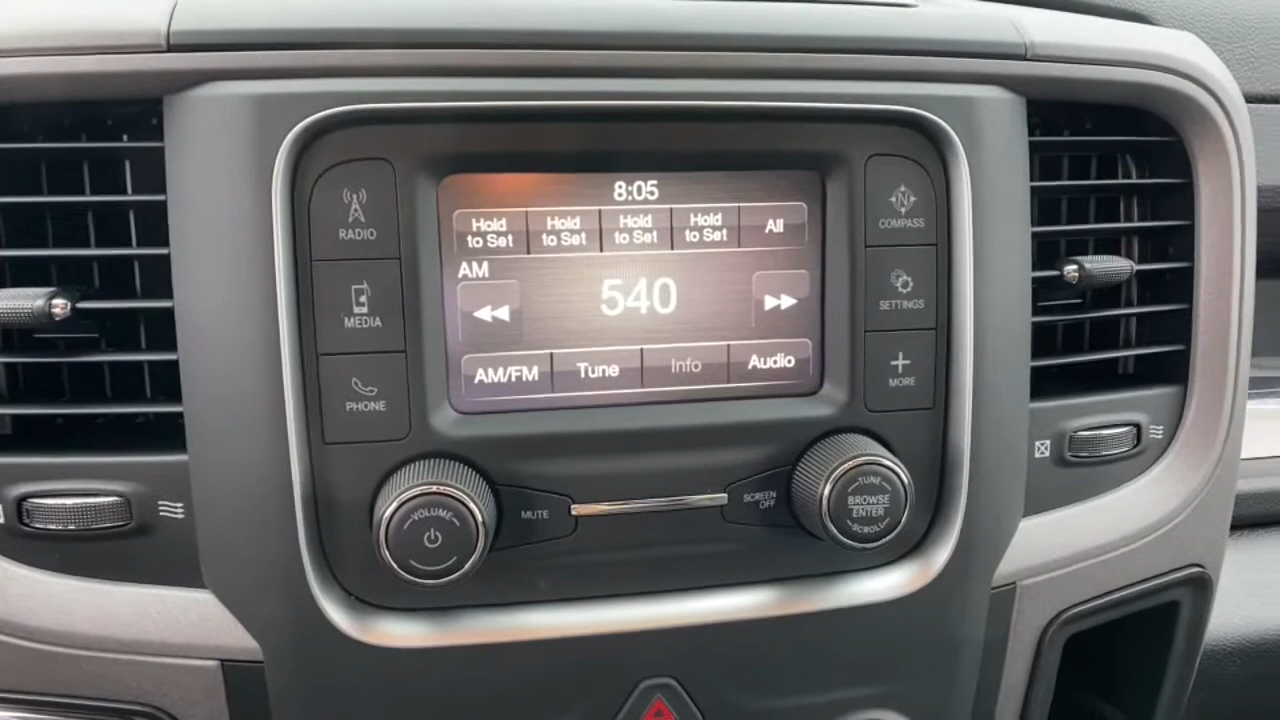 8:05
Hold to Set
Hold to Set
Hold to Set
Hold to Set
All
AM
540
AM/FM
Tune
Info
Audio
RADIO
MEDIA
PHONE
N
COMPASS
SETTINGS
MORE
VOLUME
MUTE
SCREEN OFF
TUNE
BROWSE
ENTER
SCROLL